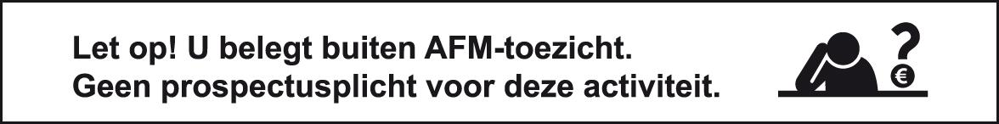 Let op! U belegt buiten AFM-toezicht.
Geen prospectusplicht voor deze activiteit.
?
€